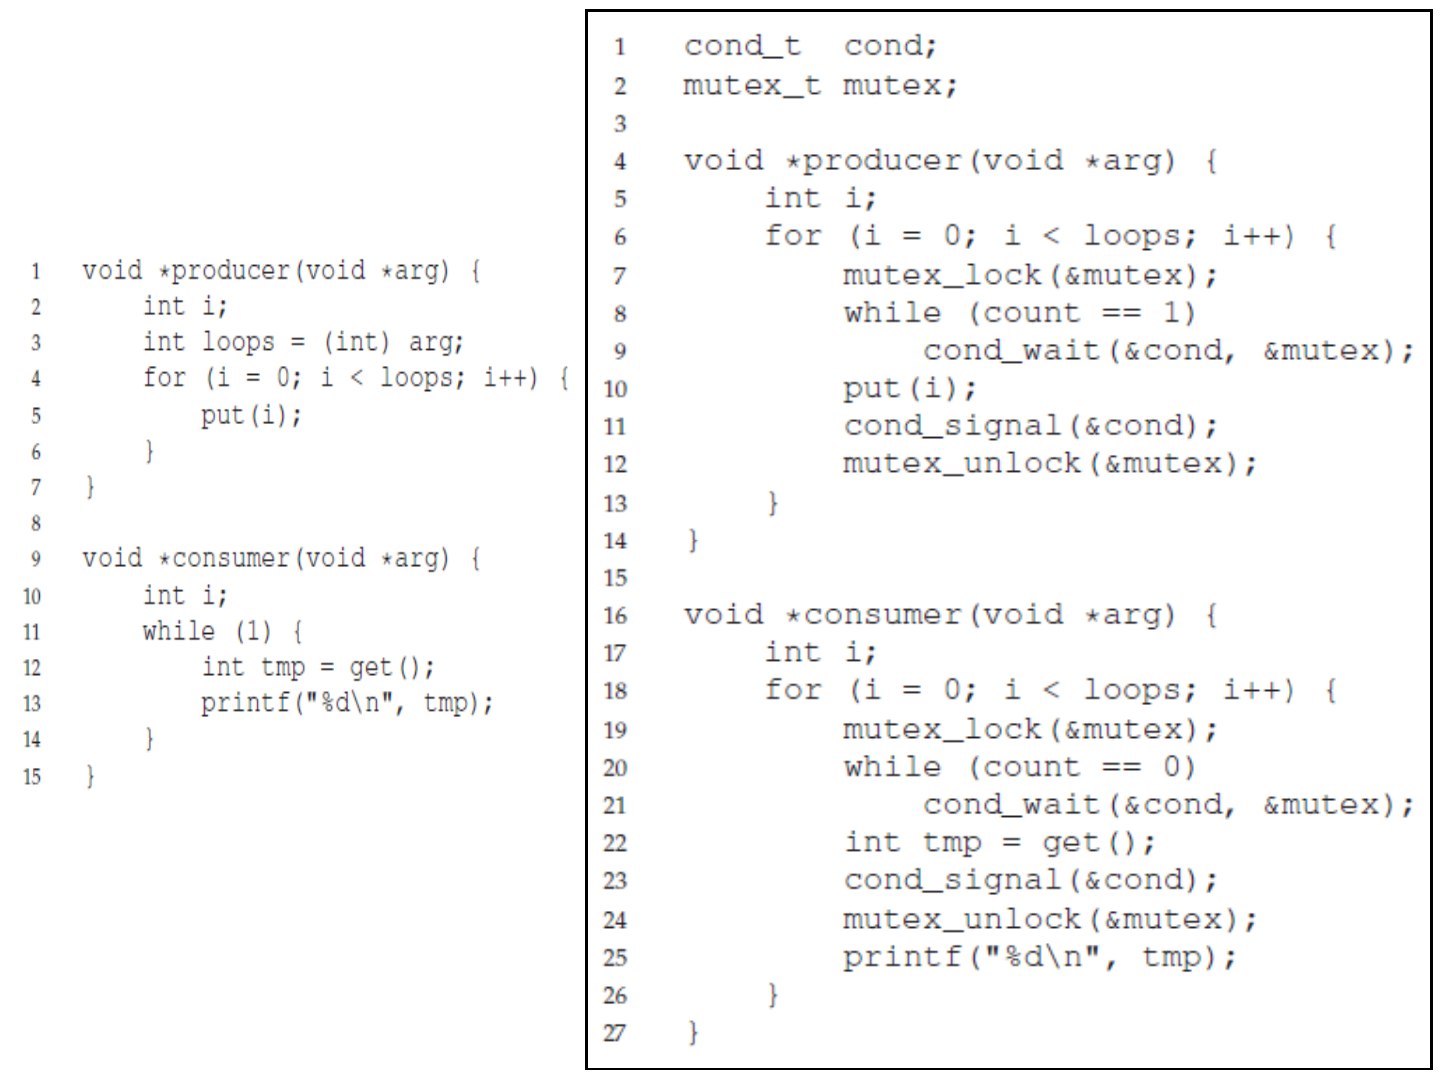 1 void *producer(void *arg) {
2 int i;
3 int loops = (int) arg;
4 for (i = 0; i < loops; i++) {
5 put(i);
6 }
7 }
8
9 void *consumer(void *arg) {
10 int i;
11 while (1) {
12 int tmp = get();
13 printf("%d\n", tmp);
14 }
15 }
1 cond_t cond;
2 mutex_t mutex;
3
4 void *producer(void *arg) {
5 int i;
6 for (i = 0; i < loops; i++) {
7 mutex_lock(&mutex);
8 while (count == 1)
9 cond_wait(&cond, &mutex);
10 put(i);
11 cond_signal(&cond);
12 mutex_unlock(&mutex);
13 }
14 }
15
16 void *consumer(void *arg) {
17 int i;
18 for (i = 0; i < loops; i++) {
19 mutex_lock(&mutex);
20 while (count == 0)
21 cond_wait(&cond, &mutex);
22 int tmp = get();
23 cond_signal(&cond);
24 mutex_unlock(&mutex);
25 printf("%d\n", tmp);
26 }
27 }